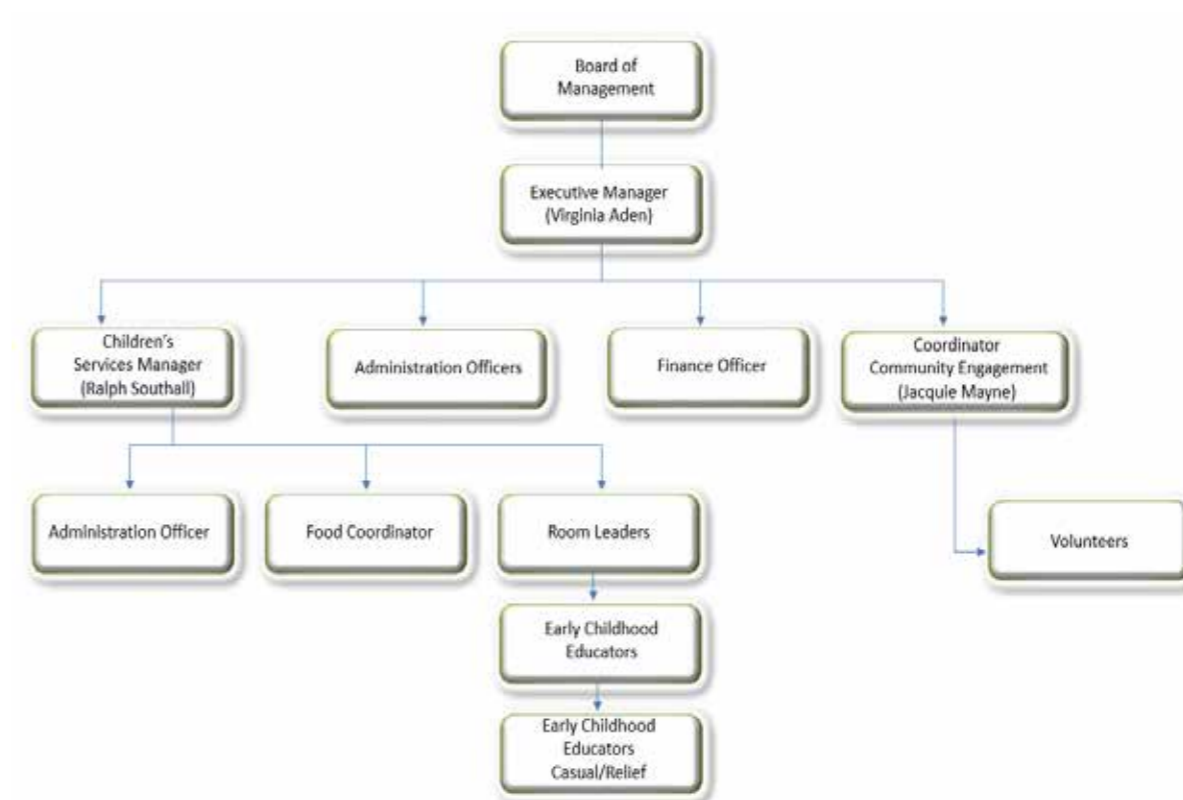 Board of
Management
Executive Manager
(Virginia Aden)
Children's
Services Manager
(Ralph Southall)
Administration Officers
Finance Officer
Coordinator
Community Engagement
(Jacquie Mayne)
Administration Officer
Food Coordinator
Room Leaders
Volunteers
Early Childhood
Educators
Early Childhood
Educators
Casual/Relief